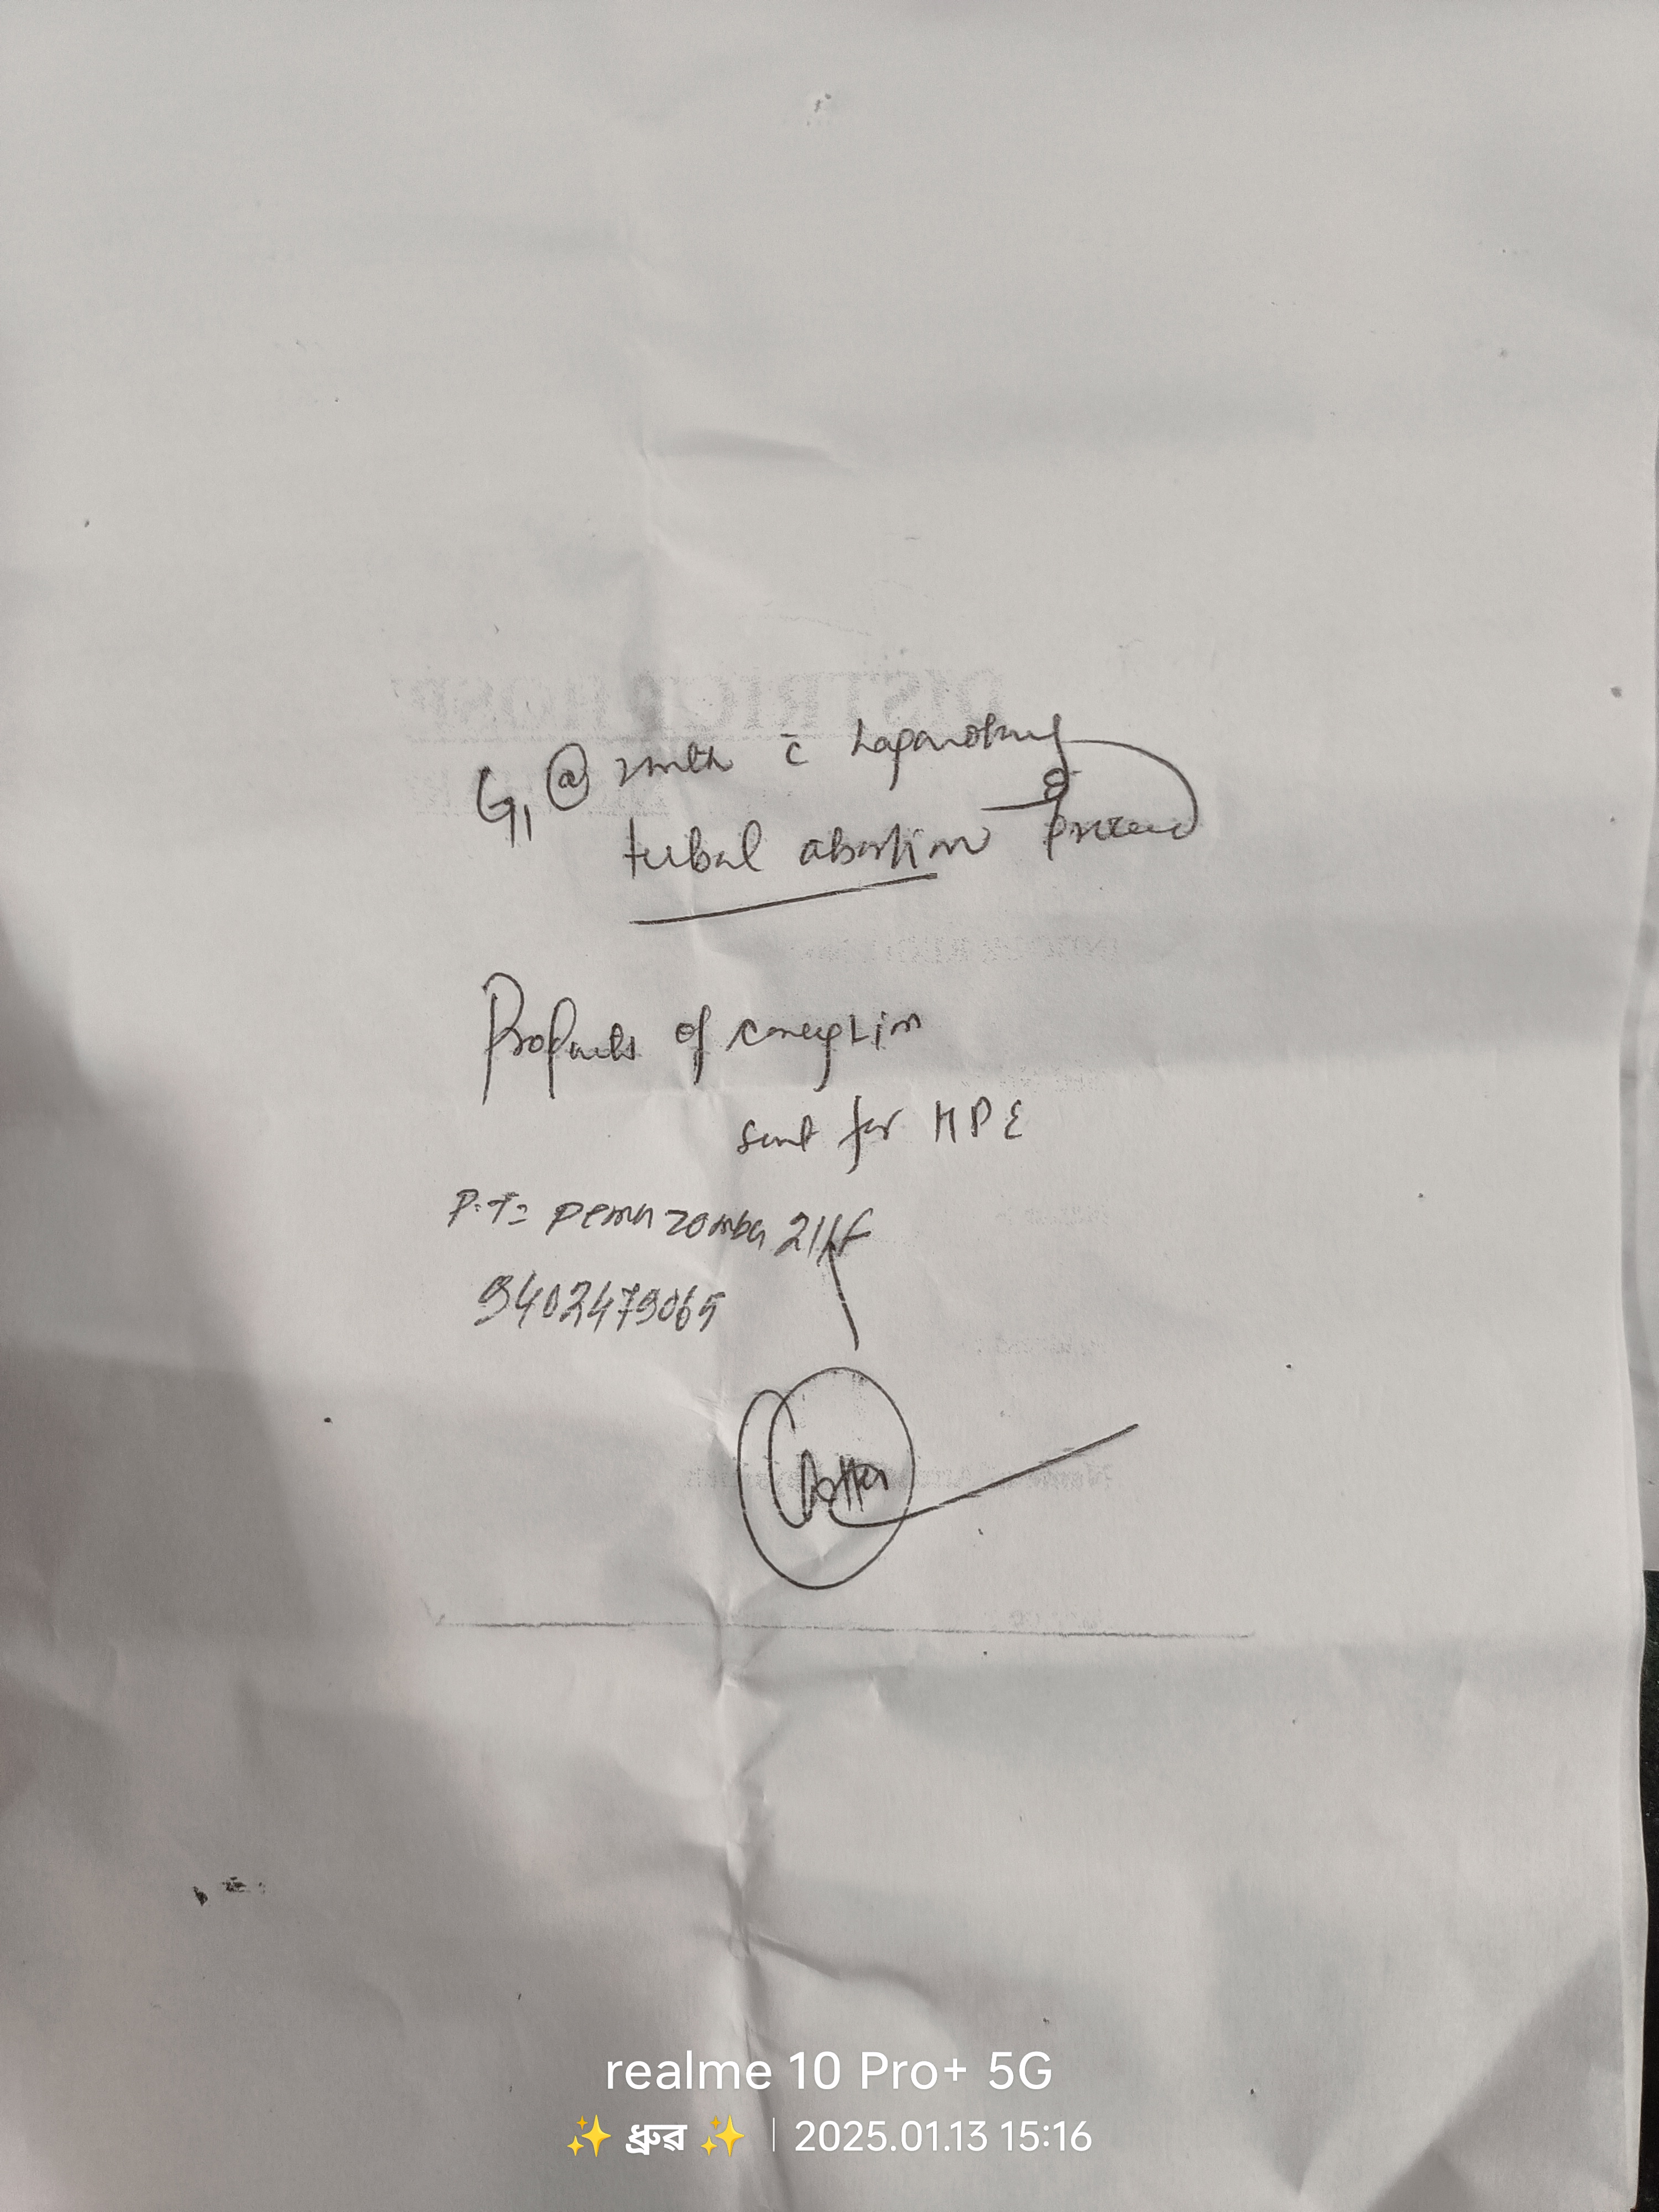 G1 @ 2mth c̄ Laparotomy
tubal abortion
Products of conception
sent for HPE
P.T= Pema zomba 21/F
9402479065
realme 10 Pro+ 5G
✨ ধ্ৰুৱ ✨ | 2025.01.13 15:16